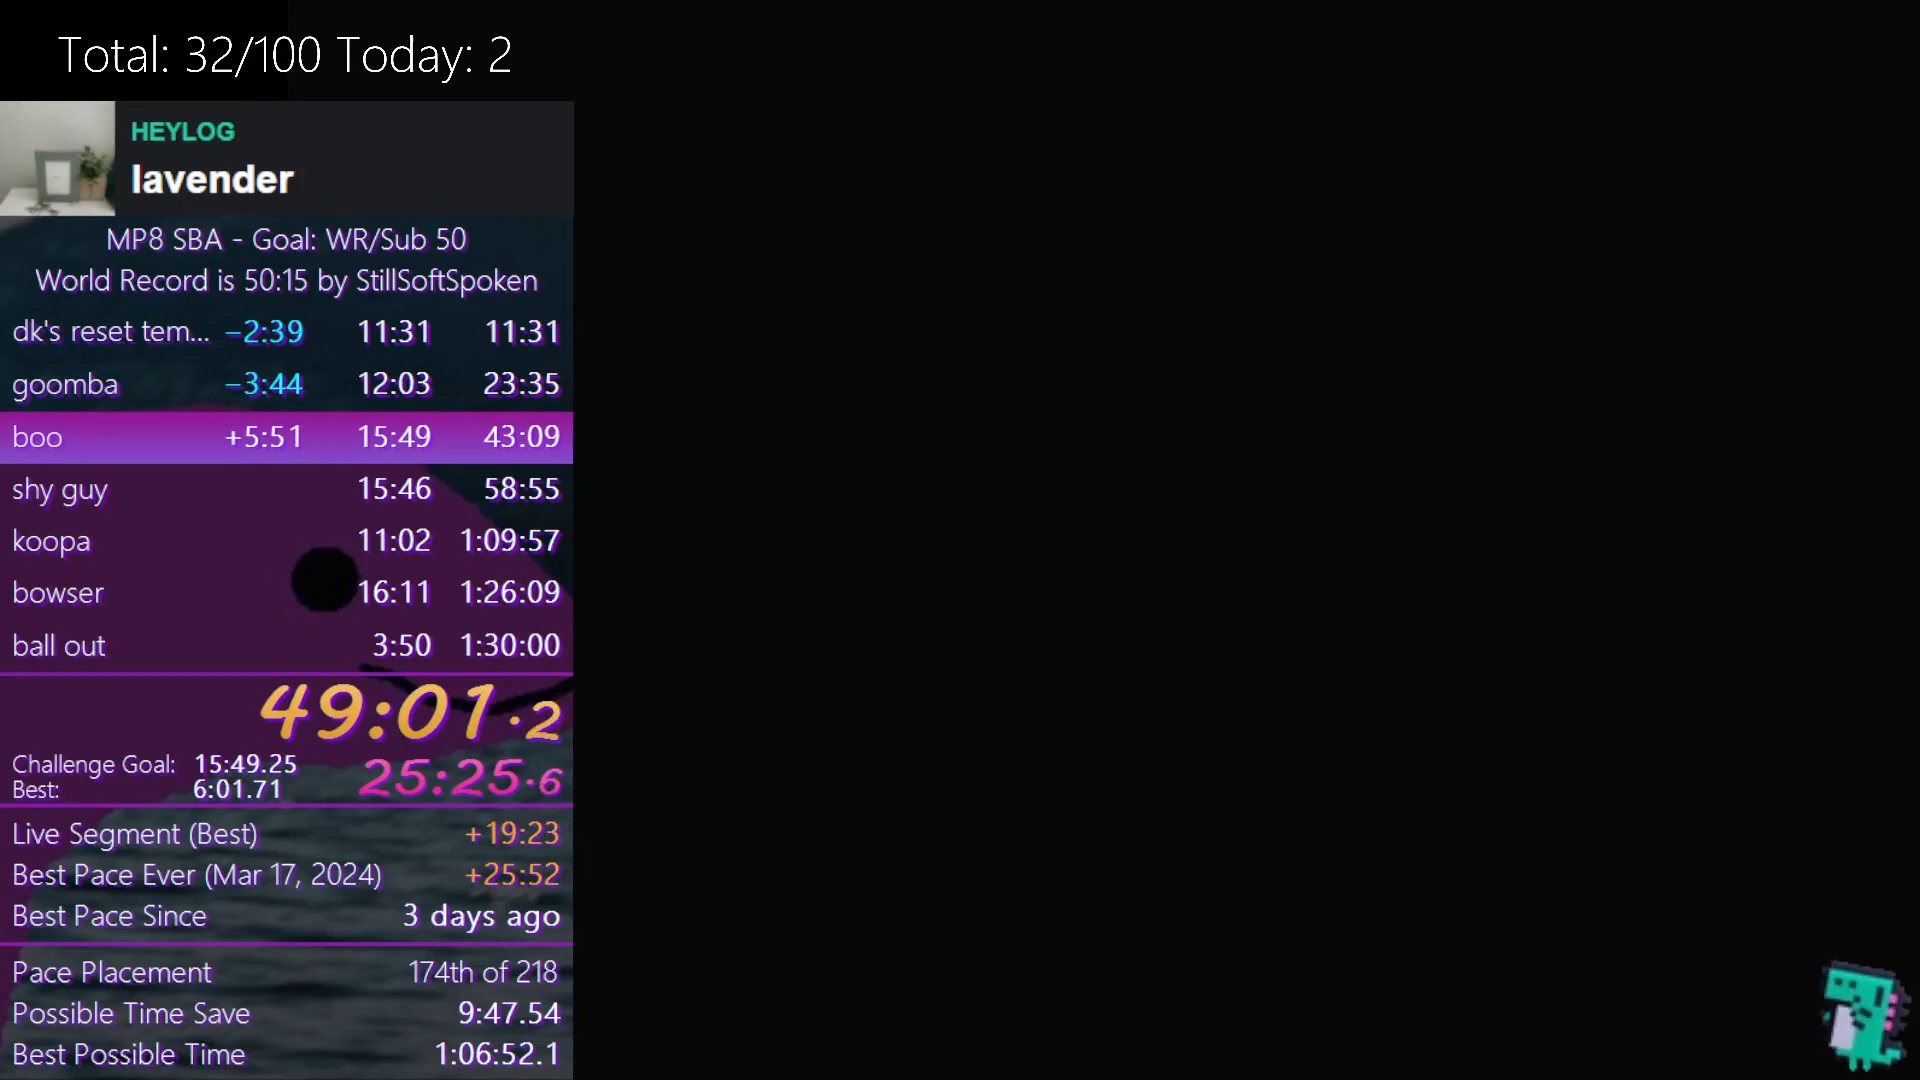 Total: 32/100 Today: 2
HEYLOG
lavender
MP8 SBA - Goal: WR/Sub 50
World Record is 50:15 by StillSoftSpoken
dk's reset tem... −2:39 11:31 11:31
goomba −3:44 12:03 23:35
boo +5:51 15:49 43:09
shy guy 15:46 58:55
koopa 11:02 1:09:57
bowser 16:11 1:26:09
ball out 3:50 1:30:00
49:01.2
Challenge Goal: 15:49.25 25:25.6
Best: 6:01.71
Live Segment (Best) +19:23
Best Pace Ever (Mar 17, 2024) +25:52
Best Pace Since 3 days ago
Pace Placement 174th of 218
Possible Time Save 9:47.54
Best Possible Time 1:06:52.1